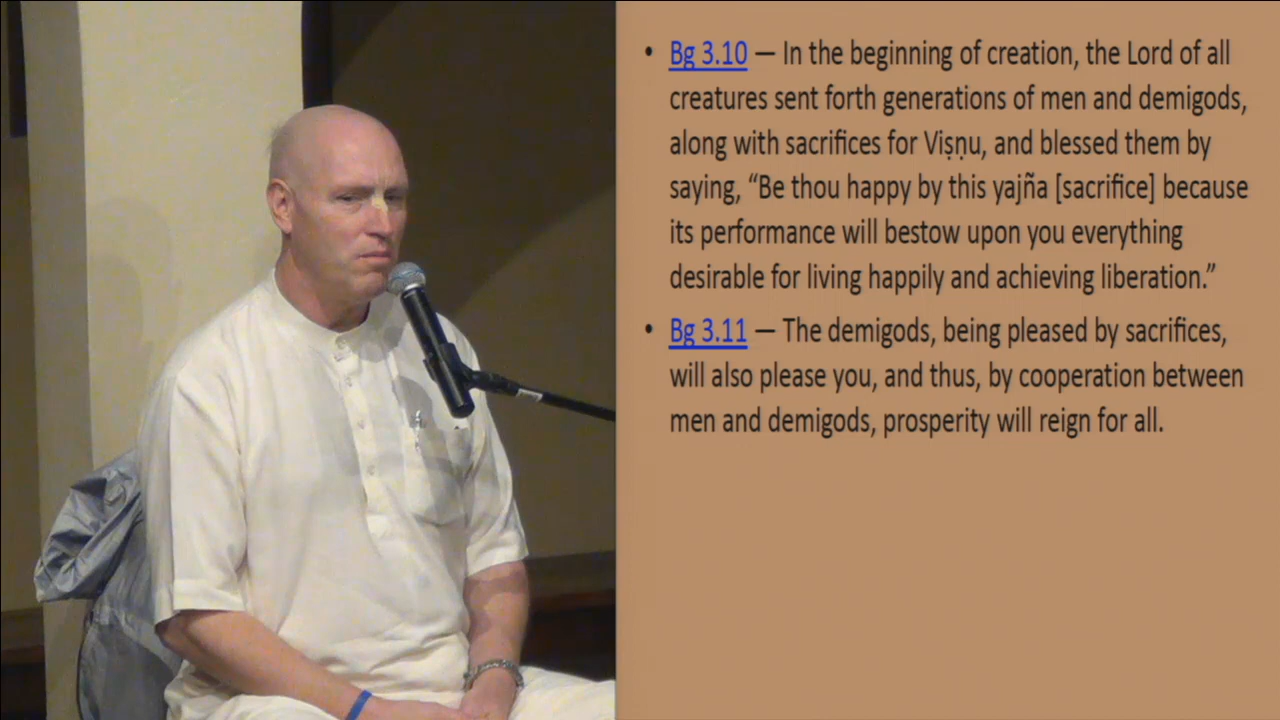 • Bg 3.10 — In the beginning of creation, the Lord of all
creatures sent forth generations of men and demigods,
along with sacrifices for Viṣṇu, and blessed them by
saying, “Be thou happy by this yajña [sacrifice] because
its performance will bestow upon you everything
desirable for living happily and achieving liberation.”
• Bg 3.11 — The demigods, being pleased by sacrifices,
will also please you, and thus, by cooperation between
men and demigods, prosperity will reign for all.